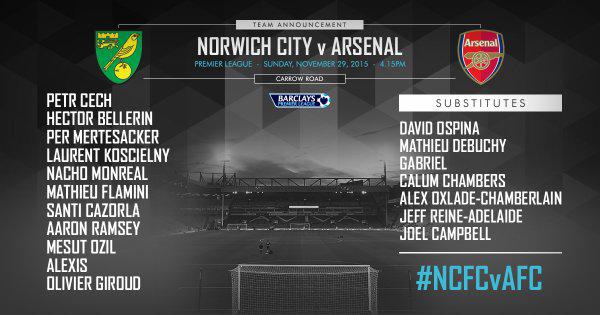 TEAM ANNOUNCEMENT
NORWICH CITY v ARSENAL
PREMIER LEAGUE - SUNDAY, NOVEMBER 29, 2015 - 4.15PM
CARROW ROAD
Arsenal
BARCLAYS
PREMIER LEAGUE
PETR CECH
HECTOR BELLERIN
PER MERTESACKER
LAURENT KOSCIELNY
NACHO MONREAL
MATHIEU FLAMINI
SANTI CAZORLA
AARON RAMSEY
MESUT OZIL
ALEXIS
OLIVIER GIROUD
SUBSTITUTES
DAVID OSPINA
MATHIEU DEBUCHY
GABRIEL
CALUM CHAMBERS
ALEX OXLADE-CHAMBERLAIN
JEFF REINE-ADELAIDE
JOEL CAMPBELL
#NCFCvAFC